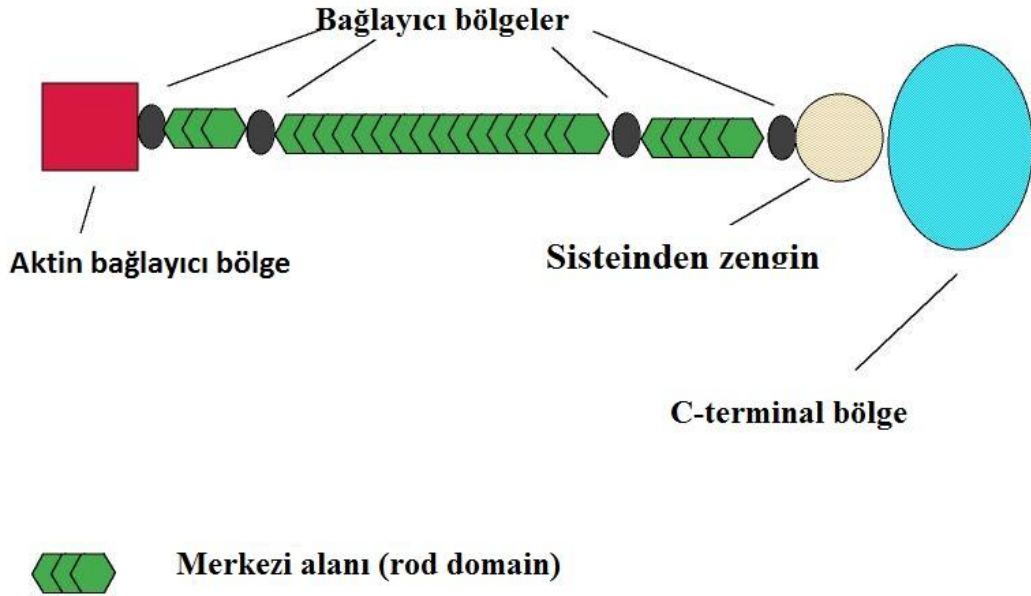 Bağlayıcı bölgeler
Aktin bağlayıcı bölge
Sisteinden zengin
C-terminal bölge
Merkezi alanı (rod domain)